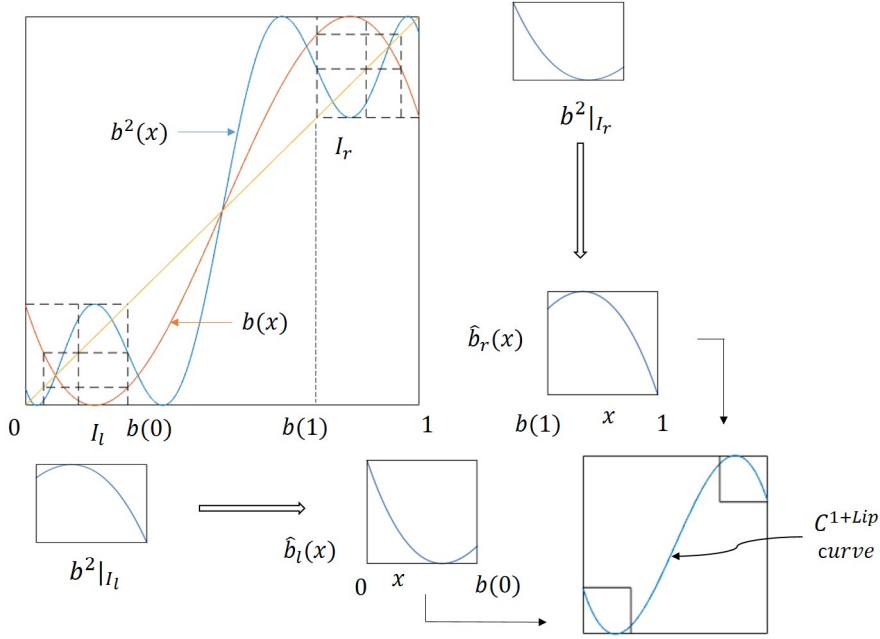 b²(x)
I_r
b²|_{I_r}
b(x)
b̂_r(x)
0
I_l
b(0)
b(1)
1
b(1)
x
1
b²|_{I_l}
b̂_l(x)
0
x
b(0)
C^{1+Lip}
curve